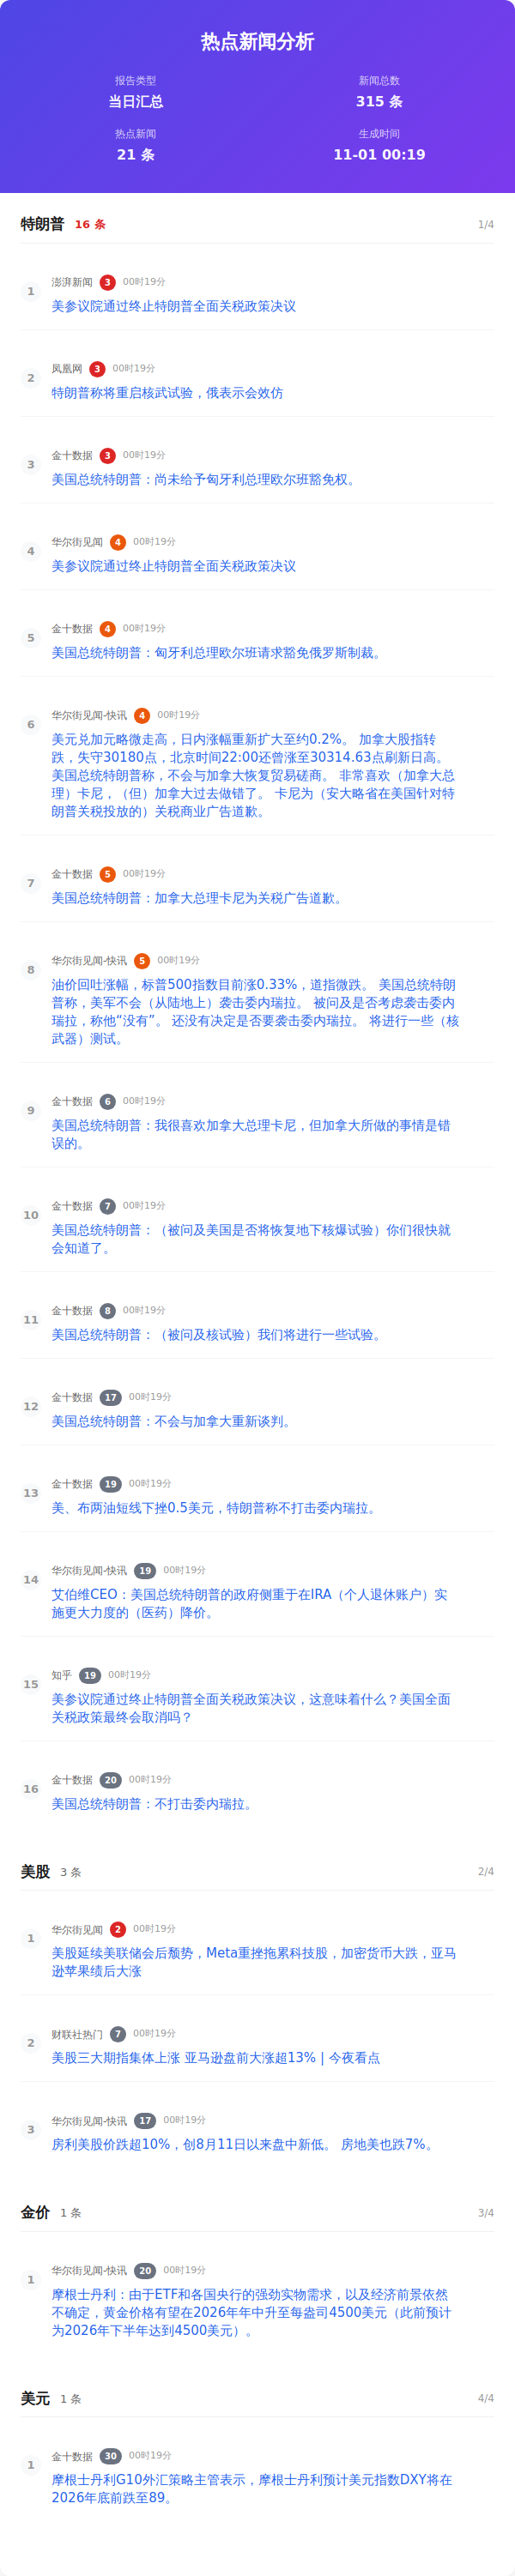 热点新闻分析
报告类型
当日汇总
新闻总数
315 条
热点新闻
21 条
生成时间
11-01 00:19
特朗普 16 条 1/4
1 澎湃新闻 3 00时19分
美参议院通过终止特朗普全面关税政策决议
2 凤凰网 3 00时19分
特朗普称将重启核武试验，俄表示会效仿
3 金十数据 3 00时19分
美国总统特朗普：尚未给予匈牙利总理欧尔班豁免权。
4 华尔街见闻 4 00时19分
美参议院通过终止特朗普全面关税政策决议
5 金十数据 4 00时19分
美国总统特朗普：匈牙利总理欧尔班请求豁免俄罗斯制裁。
6 华尔街见闻-快讯 4 00时19分
美元兑加元略微走高，日内涨幅重新扩大至约0.2%。 加拿大股指转
跌，失守30180点，北京时间22:00还曾涨至30314.63点刷新日高。
美国总统特朗普称，不会与加拿大恢复贸易磋商。 非常喜欢（加拿大总
理）卡尼，（但）加拿大过去做错了。 卡尼为（安大略省在美国针对特
朗普关税投放的）关税商业广告道歉。
7 金十数据 5 00时19分
美国总统特朗普：加拿大总理卡尼为关税广告道歉。
8 华尔街见闻-快讯 5 00时19分
油价回吐涨幅，标普500指数目前涨0.33%，道指微跌。 美国总统特朗
普称，美军不会（从陆地上）袭击委内瑞拉。 被问及是否考虑袭击委内
瑞拉，称他“没有”。 还没有决定是否要袭击委内瑞拉。 将进行一些（核
武器）测试。
9 金十数据 6 00时19分
美国总统特朗普：我很喜欢加拿大总理卡尼，但加拿大所做的事情是错
误的。
10 金十数据 7 00时19分
美国总统特朗普：（被问及美国是否将恢复地下核爆试验）你们很快就
会知道了。
11 金十数据 8 00时19分
美国总统特朗普：（被问及核试验）我们将进行一些试验。
12 金十数据 17 00时19分
美国总统特朗普：不会与加拿大重新谈判。
13 金十数据 19 00时19分
美、布两油短线下挫0.5美元，特朗普称不打击委内瑞拉。
14 华尔街见闻-快讯 19 00时19分
艾伯维CEO：美国总统特朗普的政府侧重于在IRA（个人退休账户）实
施更大力度的（医药）降价。
15 知乎 19 00时19分
美参议院通过终止特朗普全面关税政策决议，这意味着什么？美国全面
关税政策最终会取消吗？
16 金十数据 20 00时19分
美国总统特朗普：不打击委内瑞拉。
美股 3 条 2/4
1 华尔街见闻 2 00时19分
美股延续美联储会后颓势，Meta重挫拖累科技股，加密货币大跌，亚马
逊苹果绩后大涨
2 财联社热门 7 00时19分
美股三大期指集体上涨 亚马逊盘前大涨超13% | 今夜看点
3 华尔街见闻-快讯 17 00时19分
房利美股价跌超10%，创8月11日以来盘中新低。 房地美也跌7%。
金价 1 条 3/4
1 华尔街见闻-快讯 20 00时19分
摩根士丹利：由于ETF和各国央行的强劲实物需求，以及经济前景依然
不确定，黄金价格有望在2026年年中升至每盎司4500美元（此前预计
为2026年下半年达到4500美元）。
美元 1 条 4/4
1 金十数据 30 00时19分
摩根士丹利G10外汇策略主管表示，摩根士丹利预计美元指数DXY将在
2026年底前跌至89。